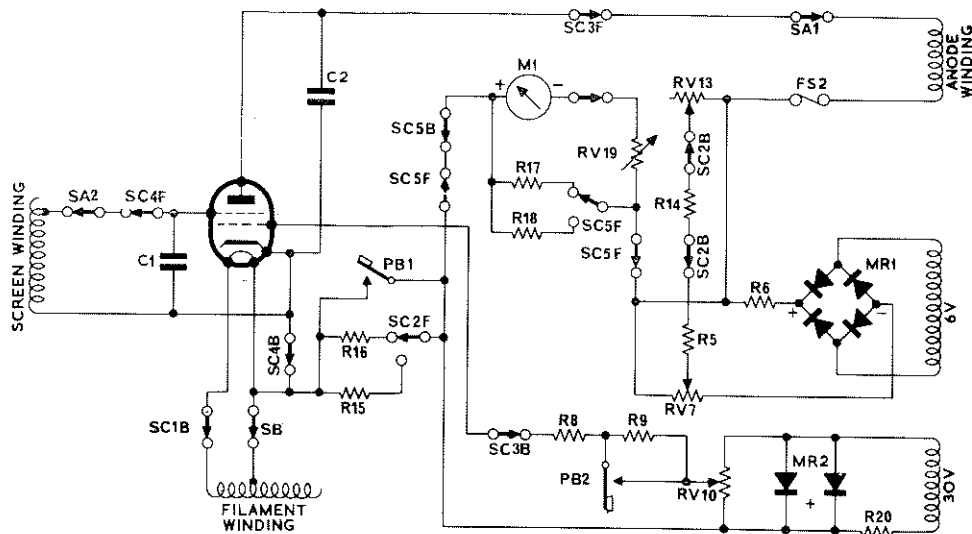 SC3F
SA1
ANODE
WINDING
C2
M1
+
-
RV13
FS2
SC5B
SC2B
RV19
SC5F
R17
R14
R18
SC5F
SC5F
SC2B
SCREEN WINDING
SA2
SC4F
C1
PB1
MR1
R6
+
-
6V
SC4B
R16
SC2F
R5
R15
RV7
SC1B
SB
SC3B
R8
R9
MR2
PB2
RV10
+
30V
R20
FILAMENT
WINDING